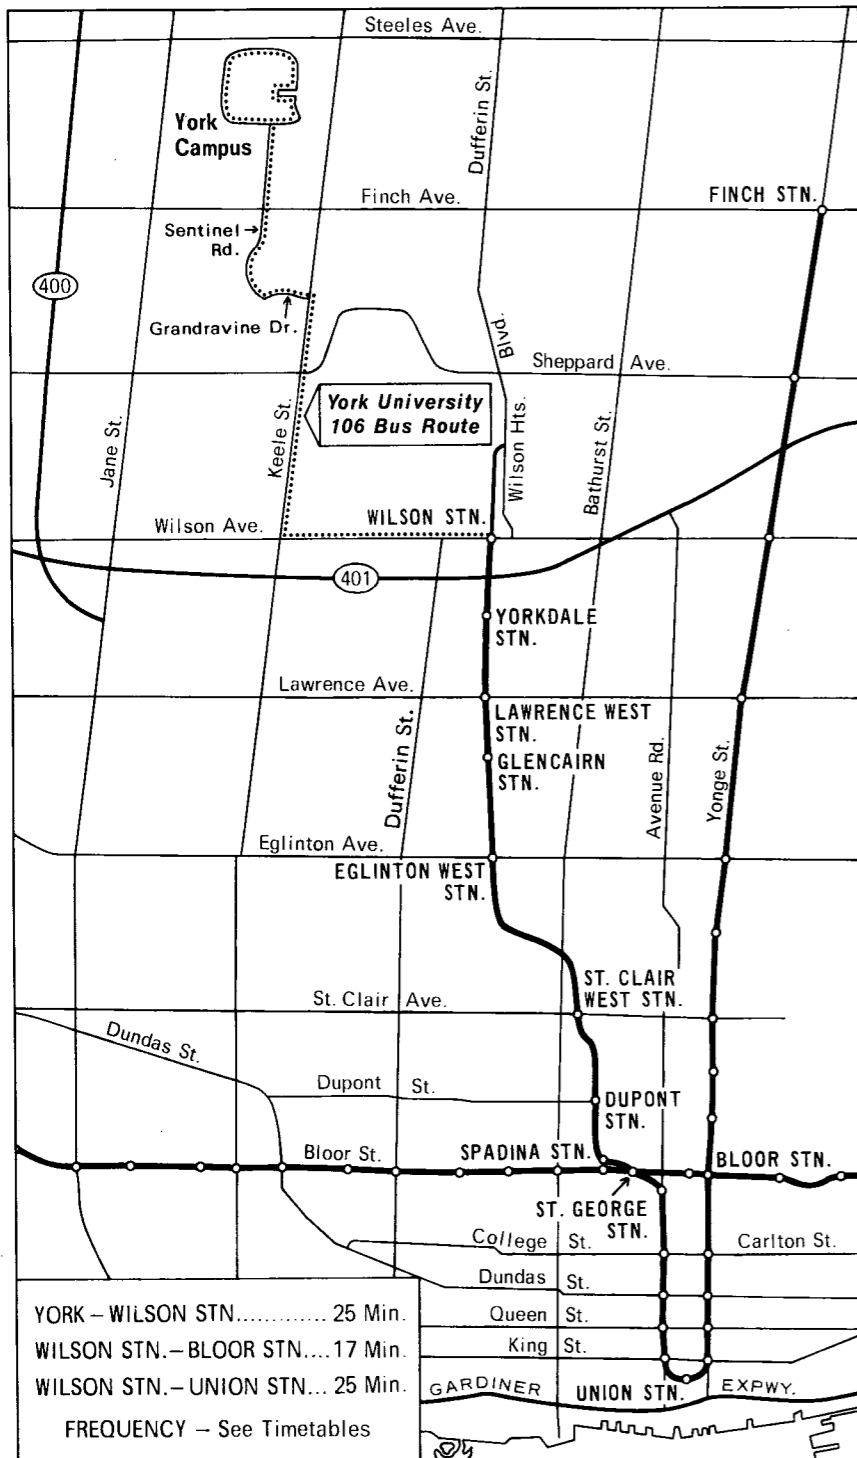 Steeles Ave.
Dufferin St.
York
Campus
Finch Ave.
FINCH STN.
Sentinel
Rd.
400
Grandravine Dr.
Blvd.
Sheppard Ave.
York University
106 Bus Route
Jane St.
Keele St.
Wilson Hts.
Bathurst St.
Wilson Ave.
WILSON STN.
401
YORKDALE
STN.
Lawrence Ave.
LAWRENCE WEST
STN.
Dufferin St.
GLENCAIRN
STN.
Avenue Rd.
Yonge St.
Eglinton Ave.
EGLINTON WEST
STN.
ST. CLAIR
WEST STN.
St. Clair Ave.
Dundas St.
Dupont St.
DUPONT
STN.
Bloor St.
SPADINA STN.
BLOOR STN.
ST. GEORGE
STN.
College St.
Carlton St.
Dundas St.
Queen St.
King St.
UNION STN.
GARDINER EXPWY.
YORK – WILSON STN............. 25 Min.
WILSON STN.–BLOOR STN....17 Min.
WILSON STN.–UNION STN... 25 Min.
FREQUENCY – See Timetables